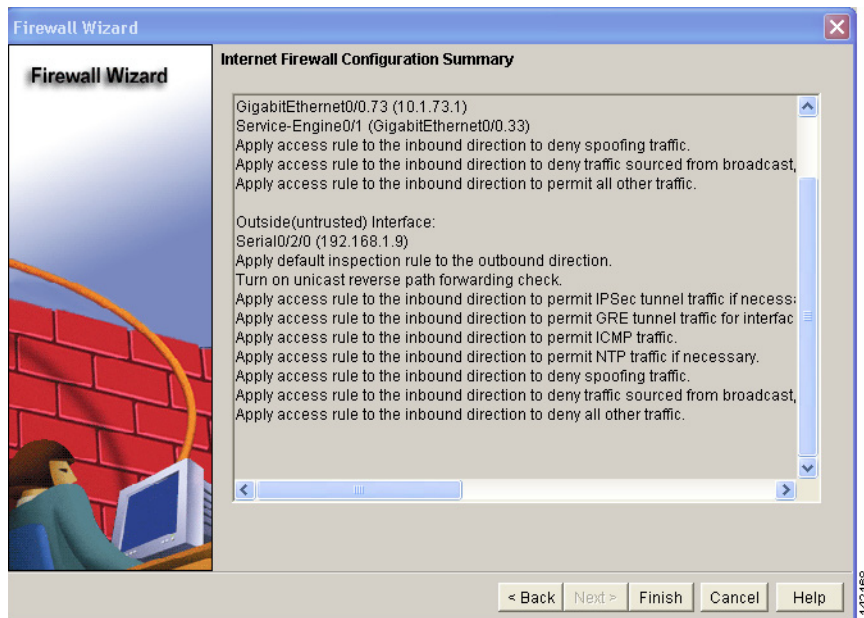 Firewall Wizard
Firewall Wizard
Internet Firewall Configuration Summary
GigabitEthernet0/0.73 (10.1.73.1)
Service-Engine0/1 (GigabitEthernet0/0.33)
Apply access rule to the inbound direction to deny spoofing traffic.
Apply access rule to the inbound direction to deny traffic sourced from broadcast,
Apply access rule to the inbound direction to permit all other traffic.
Outside(untrusted) Interface:
Serial0/2/0 (192.168.1.9)
Apply default inspection rule to the outbound direction.
Turn on unicast reverse path forwarding check.
Apply access rule to the inbound direction to permit IPSec tunnel traffic if
Apply access rule to the inbound direction to permit GRE tunnel traffic for interfac
Apply access rule to the inbound direction to permit ICMP traffic.
Apply access rule to the inbound direction to permit NTP traffic if necessary.
Apply access rule to the inbound direction to deny spoofing traffic.
Apply access rule to the inbound direction to deny traffic sourced from broadcast,
Apply access rule to the inbound direction to deny all other traffic.
< Back
Next >
Finish
Cancel
Help